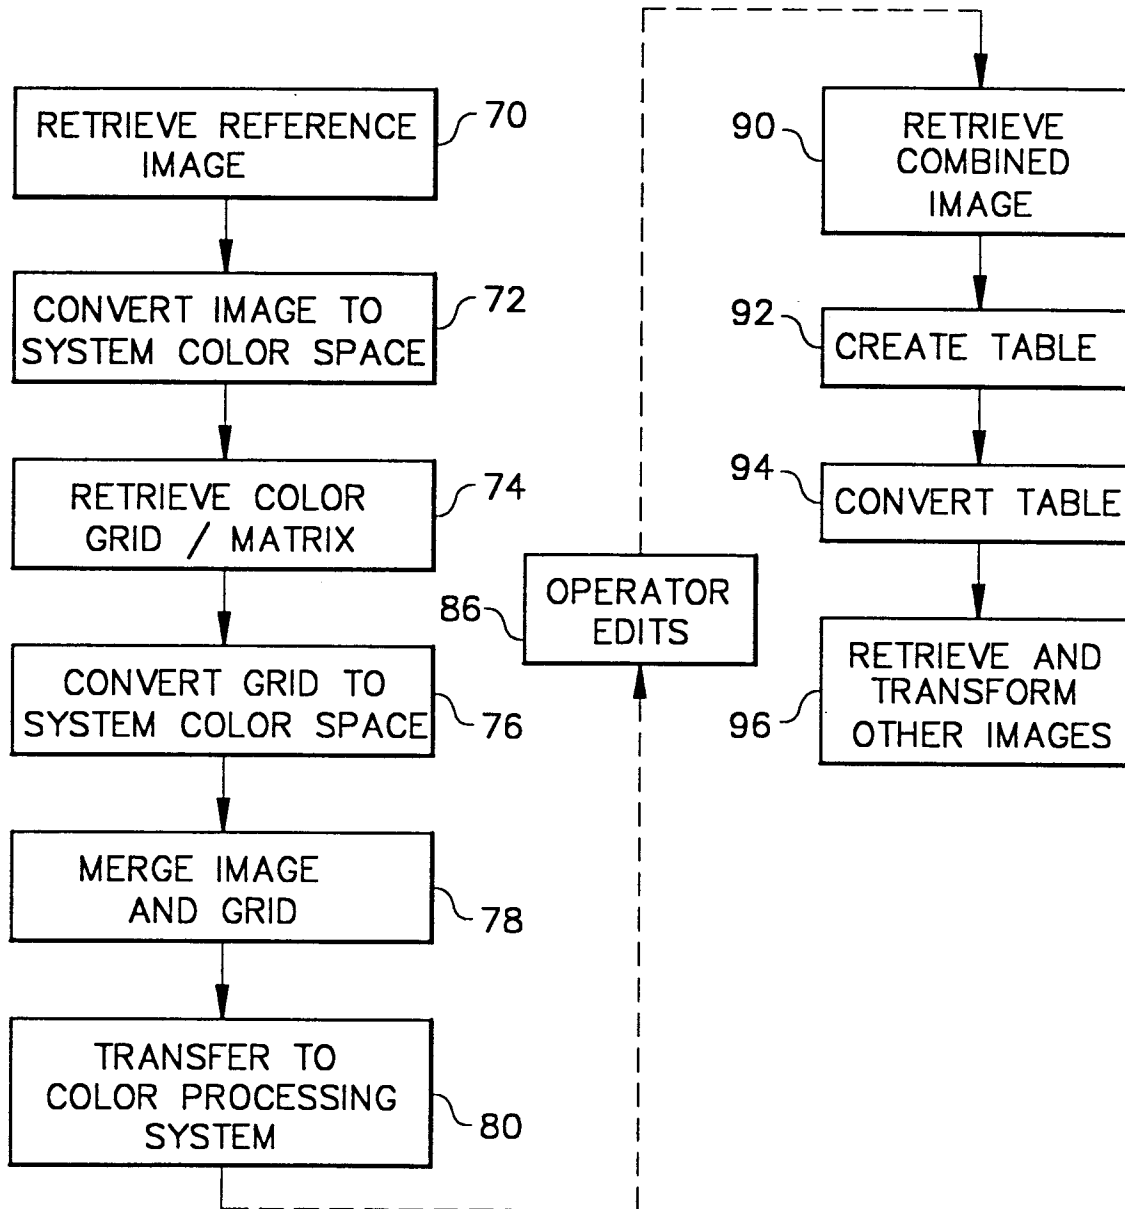 RETRIEVE REFERENCE
IMAGE
70
CONVERT IMAGE TO
SYSTEM COLOR SPACE
72
RETRIEVE COLOR
GRID / MATRIX
74
CONVERT GRID TO
SYSTEM COLOR SPACE
76
MERGE IMAGE
AND GRID
78
TRANSFER TO
COLOR PROCESSING
SYSTEM
80
OPERATOR
EDITS
86
RETRIEVE
COMBINED
IMAGE
90
CREATE TABLE
92
CONVERT TABLE
94
RETRIEVE AND
TRANSFORM
OTHER IMAGES
96